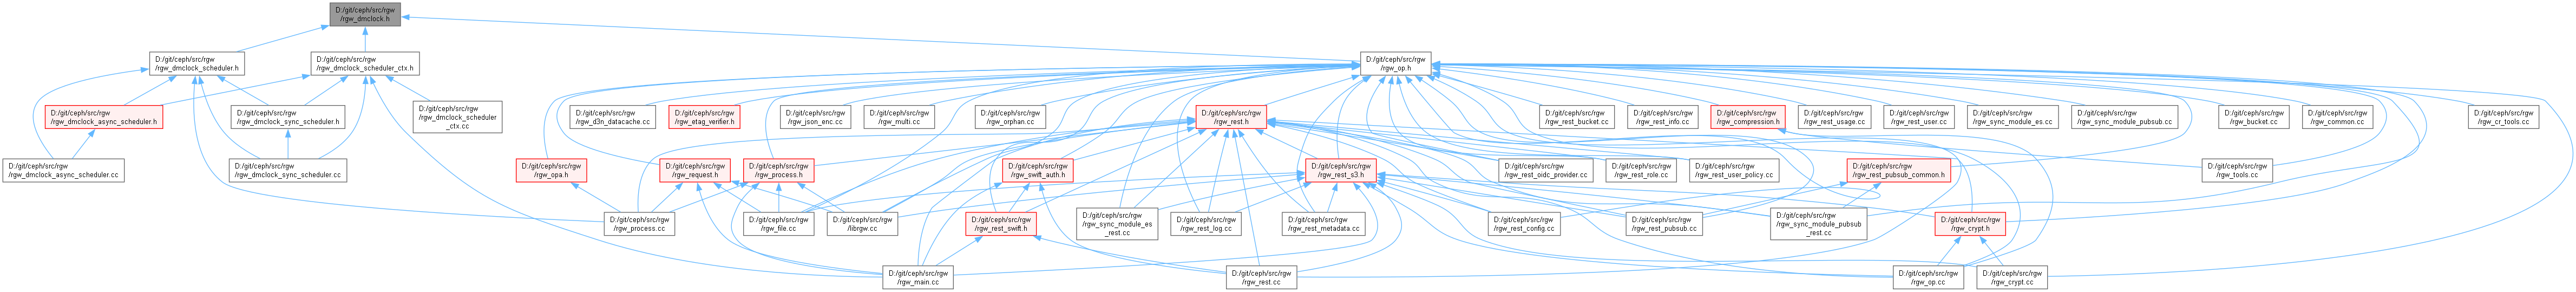 D:/git/ceph/src/rgw
/rgw_dmclock.h
D:/git/ceph/src/rgw
/rgw_dmclock_scheduler.h
D:/git/ceph/src/rgw
/rgw_dmclock_scheduler_ctx.h
D:/git/ceph/src/rgw
/rgw_op.h
D:/git/ceph/src/rgw
/rgw_dmclock_async_scheduler.h
D:/git/ceph/src/rgw
/rgw_dmclock_sync_scheduler.h
D:/git/ceph/src/rgw
/rgw_dmclock_scheduler
_ctx.cc
D:/git/ceph/src/rgw
/rgw_d3n_datacache.cc
D:/git/ceph/src/rgw
/rgw_etag_verifier.h
D:/git/ceph/src/rgw
/rgw_json_enc.cc
D:/git/ceph/src/rgw
/rgw_multi.cc
D:/git/ceph/src/rgw
/rgw_orphan.cc
D:/git/ceph/src/rgw
/rgw_rest.h
D:/git/ceph/src/rgw
/rgw_rest_bucket.cc
D:/git/ceph/src/rgw
/rgw_rest_info.cc
D:/git/ceph/src/rgw
/rgw_compression.h
D:/git/ceph/src/rgw
/rgw_rest_usage.cc
D:/git/ceph/src/rgw
/rgw_rest_user.cc
D:/git/ceph/src/rgw
/rgw_sync_module_es.cc
D:/git/ceph/src/rgw
/rgw_sync_module_pubsub.cc
D:/git/ceph/src/rgw
/rgw_bucket.cc
D:/git/ceph/src/rgw
/rgw_common.cc
D:/git/ceph/src/rgw
/rgw_cr_tools.cc
D:/git/ceph/src/rgw
/rgw_dmclock_async_scheduler.cc
D:/git/ceph/src/rgw
/rgw_dmclock_sync_scheduler.cc
D:/git/ceph/src/rgw
/rgw_opa.h
D:/git/ceph/src/rgw
/rgw_request.h
D:/git/ceph/src/rgw
/rgw_process.h
D:/git/ceph/src/rgw
/rgw_swift_auth.h
D:/git/ceph/src/rgw
/rgw_rest_s3.h
D:/git/ceph/src/rgw
/rgw_rest_oidc_provider.cc
D:/git/ceph/src/rgw
/rgw_rest_role.cc
D:/git/ceph/src/rgw
/rgw_rest_user_policy.cc
D:/git/ceph/src/rgw
/rgw_rest_pubsub_common.h
D:/git/ceph/src/rgw
/rgw_tools.cc
D:/git/ceph/src/rgw
/rgw_process.cc
D:/git/ceph/src/rgw
/rgw_file.cc
D:/git/ceph/src/rgw
/librgw.cc
D:/git/ceph/src/rgw
/rgw_rest_swift.h
D:/git/ceph/src/rgw
/rgw_sync_module_es
_rest.cc
D:/git/ceph/src/rgw
/rgw_rest_log.cc
D:/git/ceph/src/rgw
/rgw_rest_metadata.cc
D:/git/ceph/src/rgw
/rgw_rest_config.cc
D:/git/ceph/src/rgw
/rgw_rest_pubsub.cc
D:/git/ceph/src/rgw
/rgw_sync_module_pubsub
_rest.cc
D:/git/ceph/src/rgw
/rgw_crypt.h
D:/git/ceph/src/rgw
/rgw_main.cc
D:/git/ceph/src/rgw
/rgw_rest.cc
D:/git/ceph/src/rgw
/rgw_op.cc
D:/git/ceph/src/rgw
/rgw_crypt.cc